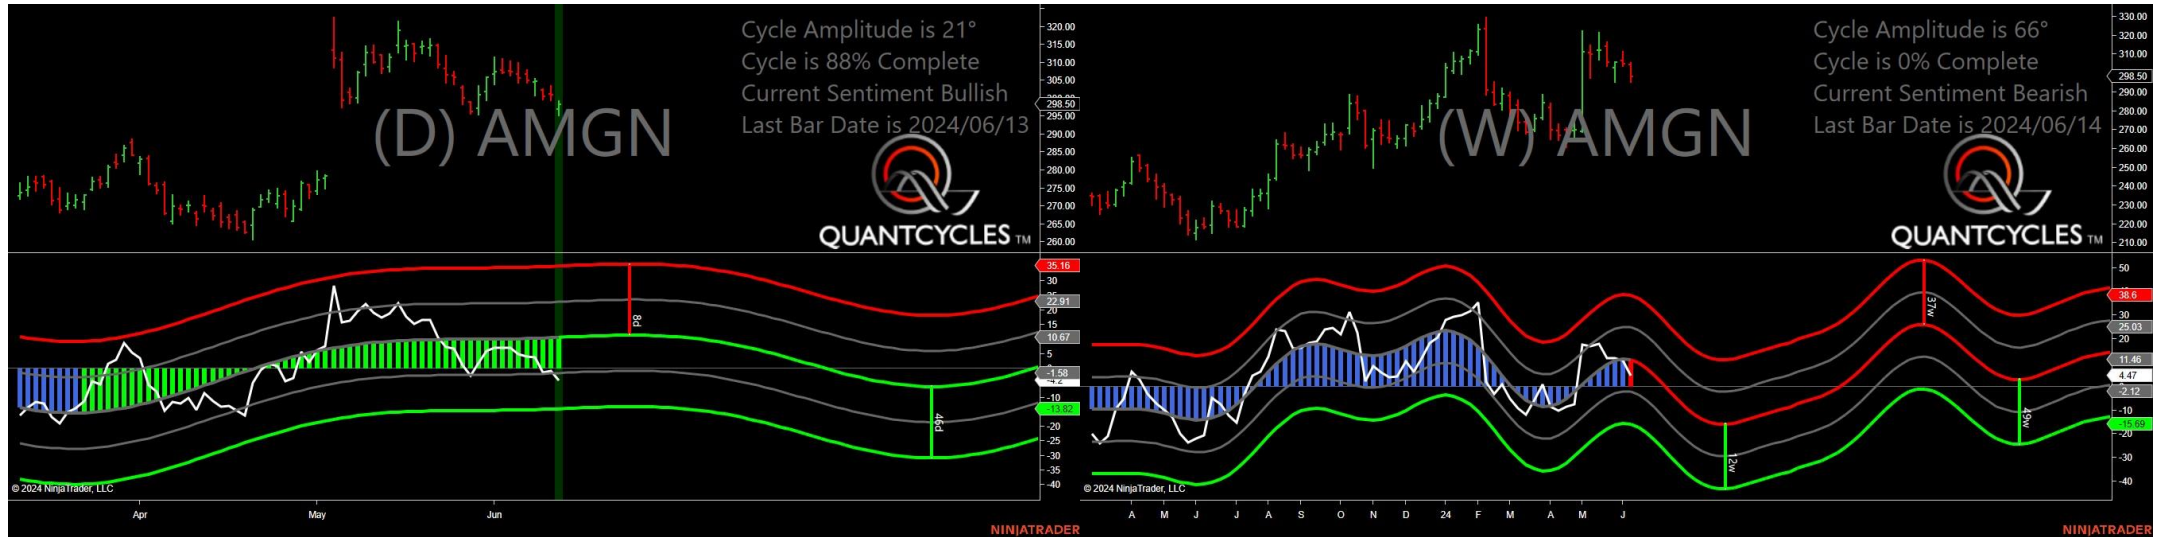 Cycle Amplitude is 21°
Cycle is 88% Complete
Current Sentiment Bullish
Last Bar Date is 2024/06/13
(D) AMGN
QUANTCYCLES TM
320.00
315.00
310.00
305.00
298.50
295.00
290.00
285.00
280.00
275.00
270.00
265.00
260.00
35.16
30
22.91
20
15
10.67
5
-1.58
-4.2
-10
-13.82
-20
-25
-30
-35
-40
8d
46d
© 2024 NinjaTrader, LLC
Apr
May
Jun
NINJATRADER
Cycle Amplitude is 66°
Cycle is 0% Complete
Current Sentiment Bearish
Last Bar Date is 2024/06/14
(W) AMGN
QUANTCYCLES TM
330.00
320.00
310.00
298.50
290.00
280.00
270.00
260.00
250.00
240.00
230.00
220.00
210.00
50
38.6
30
25.03
20
11.46
4.47
-2.12
-10
-15.69
-20
-30
-40
12w
37w
49w
© 2024 NinjaTrader, LLC
A M J J A S O N D 24 F M A M J
NINJATRADER